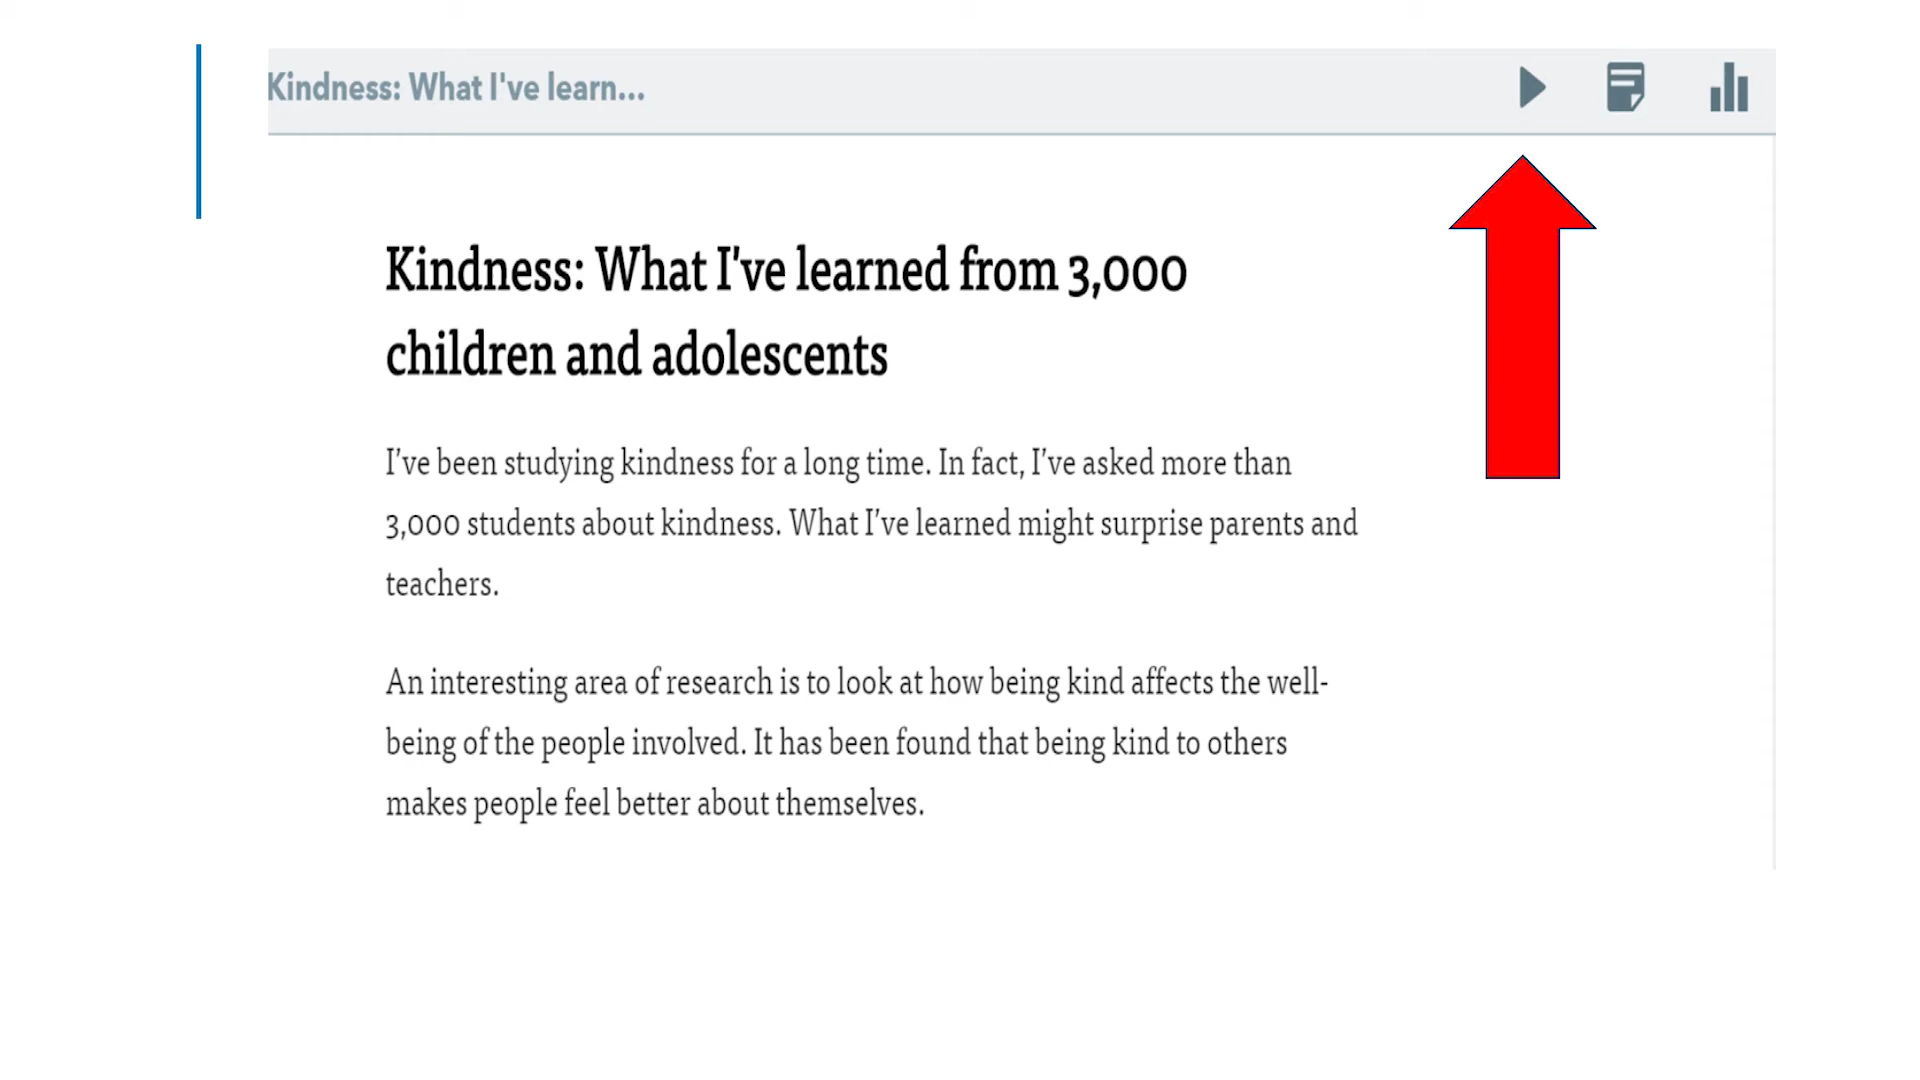 Kindness: What I've learn...
Kindness: What I've learned from 3,000
children and adolescents
I’ve been studying kindness for a long time. In fact, I’ve asked more than
3,000 students about kindness. What I’ve learned might surprise parents and
teachers.
An interesting area of research is to look at how being kind affects the well-
being of the people involved. It has been found that being kind to others
makes people feel better about themselves.